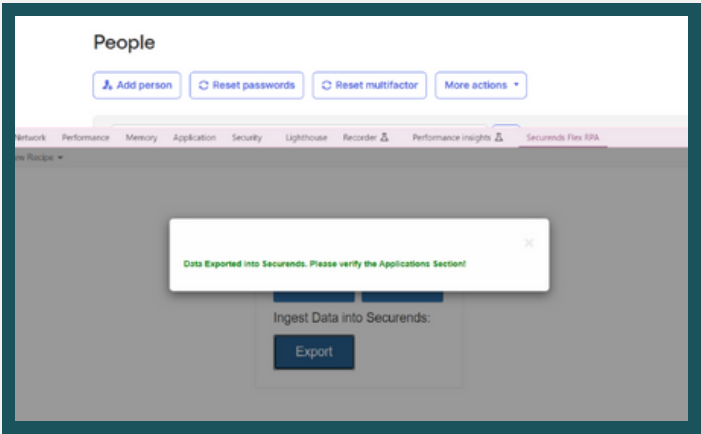 People
Add person Reset passwords Reset multifactor More actions
Network Performance Memory Application Security Lighthouse Recorder Performance insights Securends Flex RPA
Recipe
×
Data Exported into Securends. Please verify the Applications Section!
Ingest Data into Securends:
Export